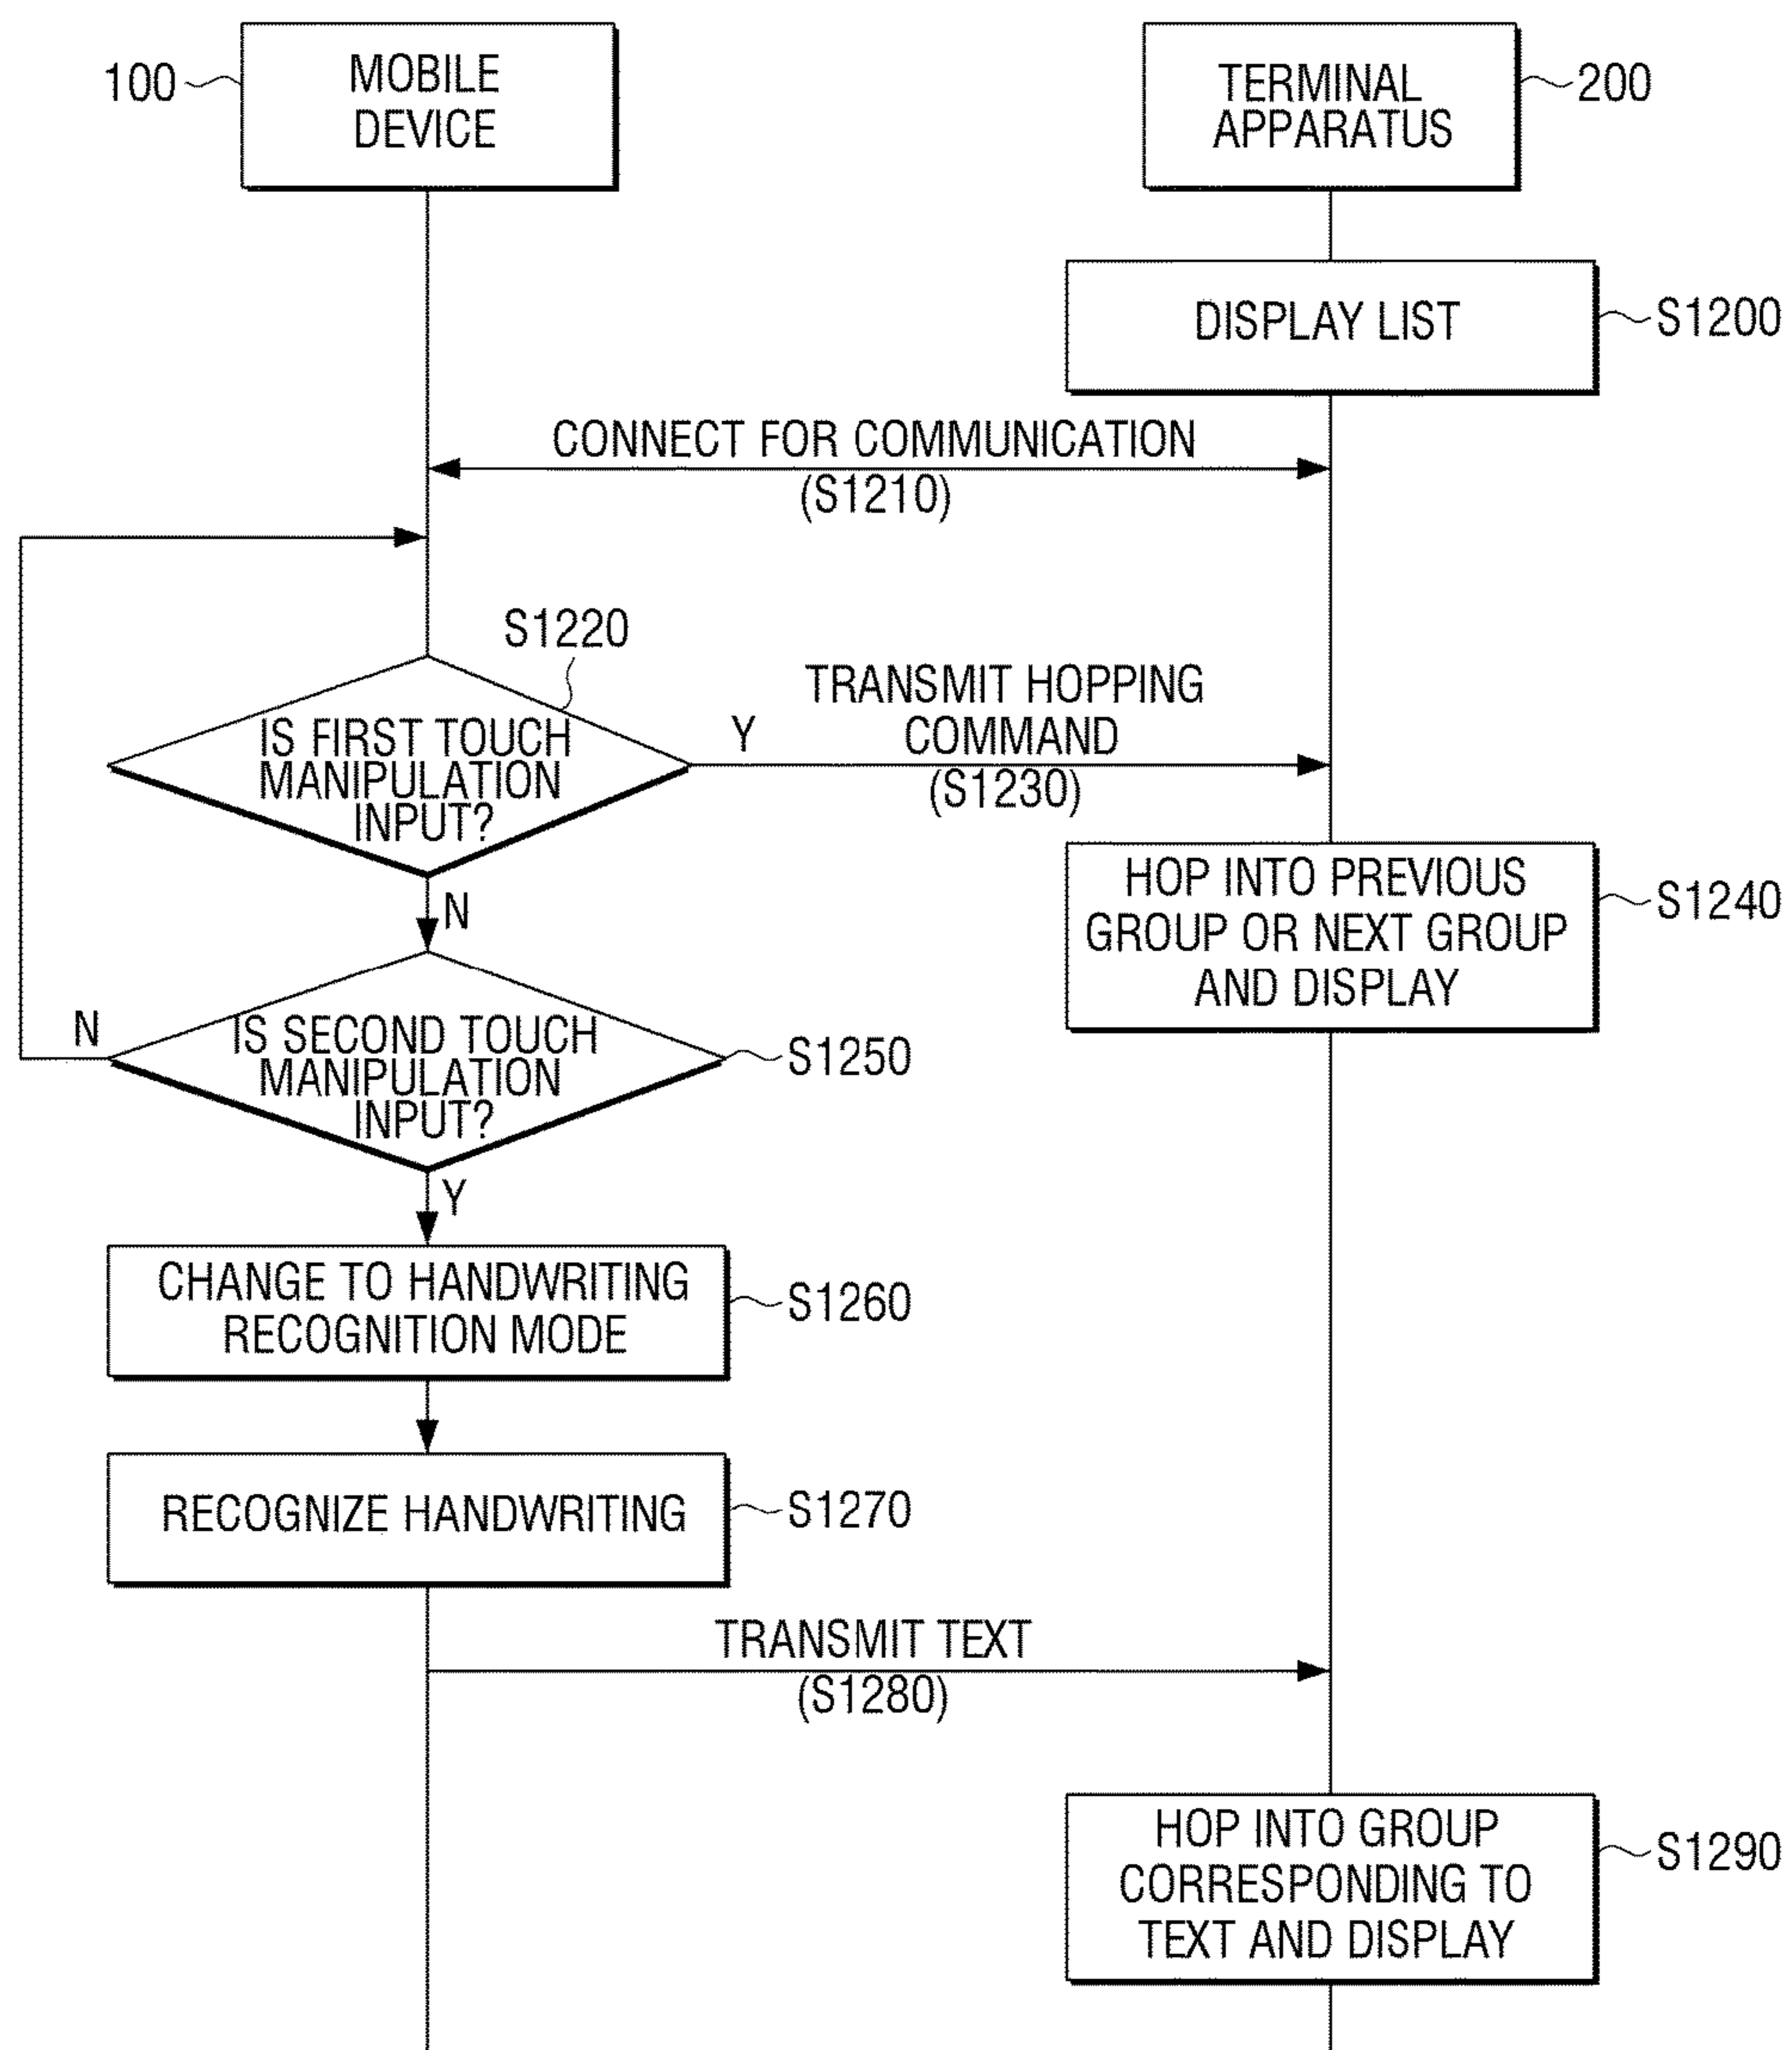 100
MOBILE
DEVICE
TERMINAL
APPARATUS
200
DISPLAY LIST
S1200
CONNECT FOR COMMUNICATION
(S1210)
S1220
IS FIRST TOUCH
MANIPULATION
INPUT?
Y
TRANSMIT HOPPING
COMMAND
(S1230)
N
HOP INTO PREVIOUS
GROUP OR NEXT GROUP
AND DISPLAY
S1240
N
IS SECOND TOUCH
MANIPULATION
INPUT?
S1250
Y
CHANGE TO HANDWRITING
RECOGNITION MODE
S1260
RECOGNIZE HANDWRITING
S1270
TRANSMIT TEXT
(S1280)
HOP INTO GROUP
CORRESPONDING TO
TEXT AND DISPLAY
S1290